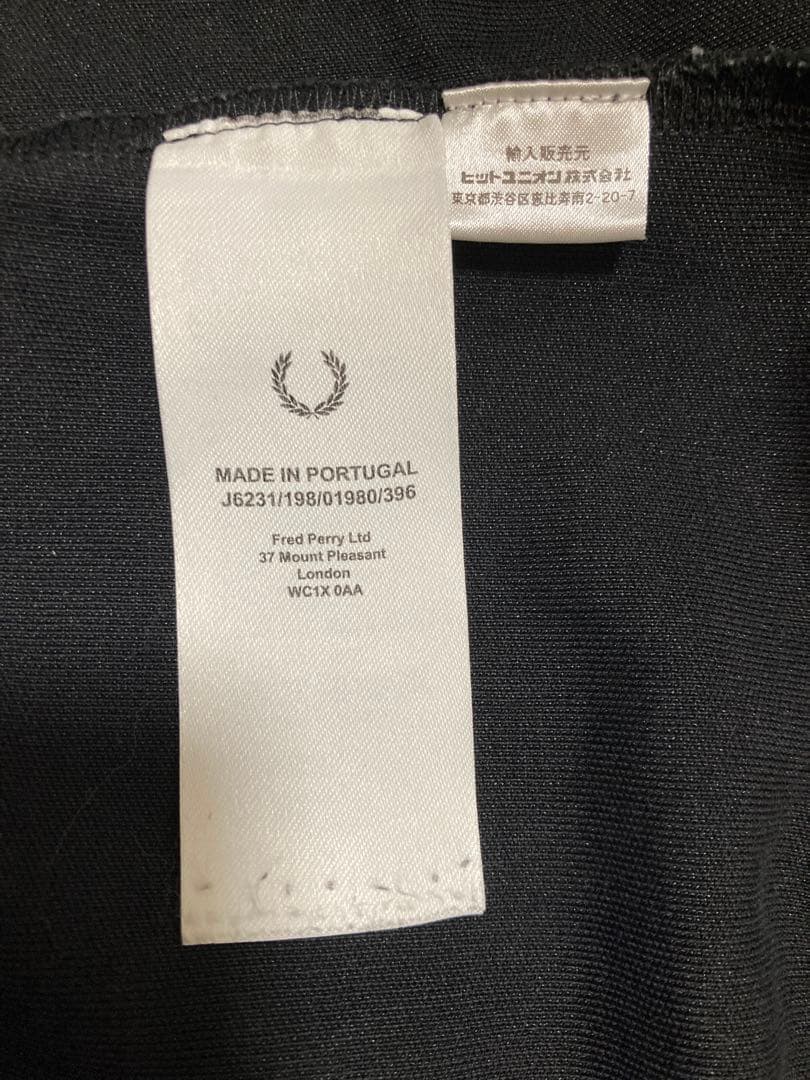 輸入販売元
ヒットユニオン株式会社
東京都渋谷区恵比寿南2-20-7
MADE IN PORTUGAL
J6231/198/01980/396
Fred Perry Ltd
37 Mount Pleasant
London
WC1X 0AA